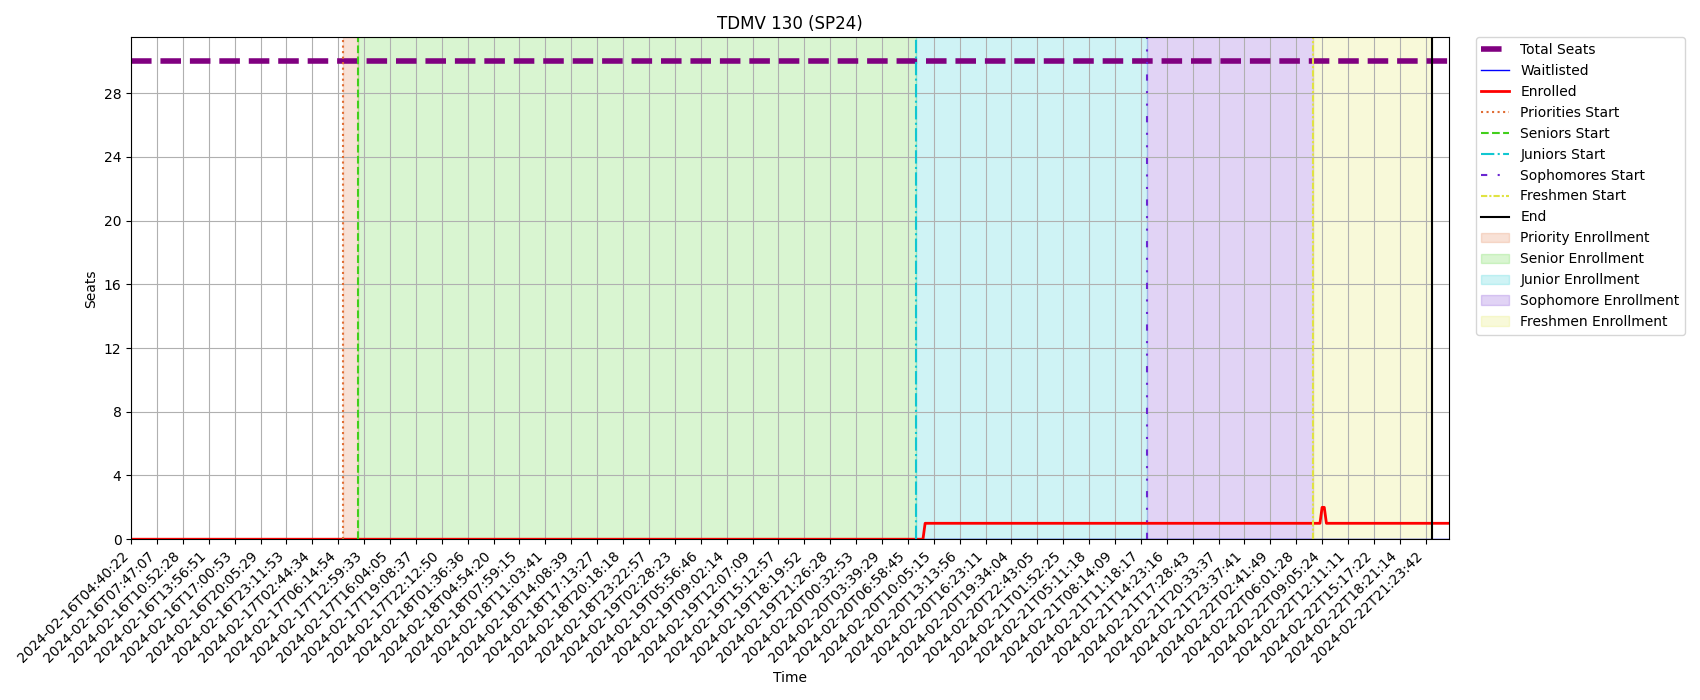 TDMV 130 (SP24)
Total Seats
Waitlisted
Enrolled
Priorities Start
Seniors Start
Juniors Start
Sophomores Start
Freshmen Start
End
Priority Enrollment
Senior Enrollment
Junior Enrollment
Sophomore Enrollment
Freshmen Enrollment
Seats
28
24
20
16
12
8
4
0
2024-02-16T04:40:22
2024-02-16T07:47:07
2024-02-16T10:52:28
2024-02-16T13:56:51
2024-02-16T17:00:53
2024-02-16T20:05:29
2024-02-16T23:11:53
2024-02-17T02:44:34
2024-02-17T06:14:54
2024-02-17T12:59:33
2024-02-17T16:04:05
2024-02-17T19:08:37
2024-02-17T22:12:50
2024-02-18T01:36:36
2024-02-18T04:54:20
2024-02-18T07:59:15
2024-02-18T11:03:41
2024-02-18T14:08:39
2024-02-18T17:13:27
2024-02-18T20:18:18
2024-02-18T23:22:57
2024-02-19T02:28:23
2024-02-19T05:56:46
2024-02-19T09:02:14
2024-02-19T12:07:09
2024-02-19T15:12:57
2024-02-19T18:19:52
2024-02-19T21:26:28
2024-02-20T00:32:53
2024-02-20T03:39:29
2024-02-20T06:58:45
2024-02-20T10:05:15
2024-02-20T13:13:56
2024-02-20T16:23:11
2024-02-20T19:34:04
2024-02-20T22:43:05
2024-02-21T01:52:25
2024-02-21T05:11:18
2024-02-21T08:14:09
2024-02-21T11:18:17
2024-02-21T14:23:16
2024-02-21T17:28:43
2024-02-21T20:33:37
2024-02-21T23:37:41
2024-02-22T02:41:49
2024-02-22T06:01:28
2024-02-22T09:05:24
2024-02-22T12:11:11
2024-02-22T15:17:22
2024-02-22T18:21:14
2024-02-22T21:23:42
Time